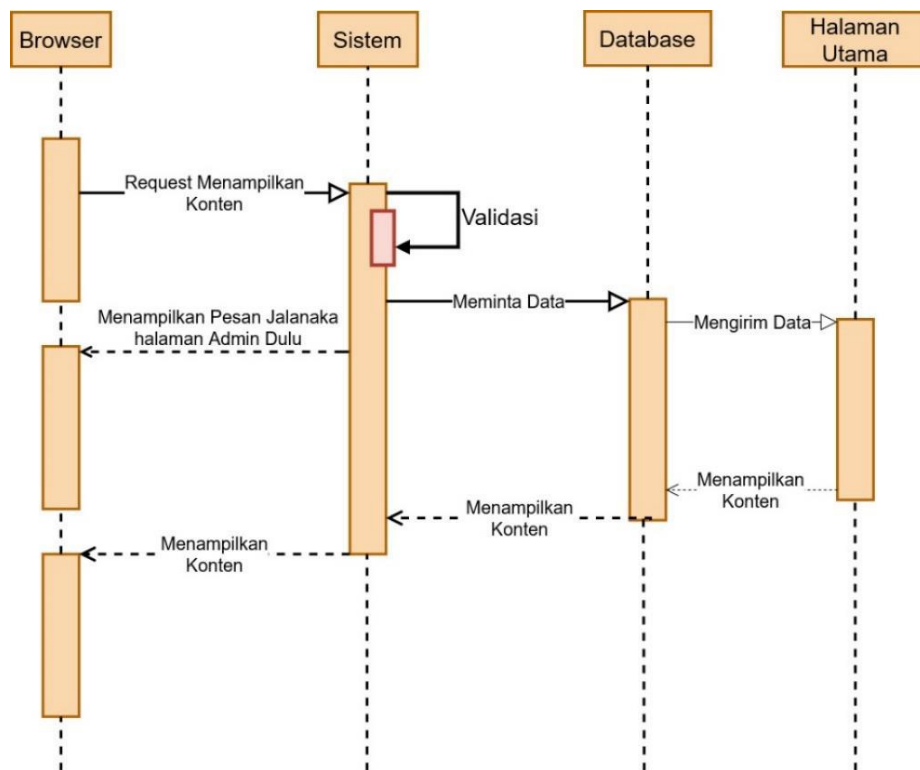 Browser
Sistem
Database
Halaman
Utama
Request Menampilkan
Konten
Validasi
Meminta Data
Mengirim Data
Menampilkan Pesan Jalanaka
halaman Admin Dulu
Menampilkan
Konten
Menampilkan
Konten
Menampilkan
Konten